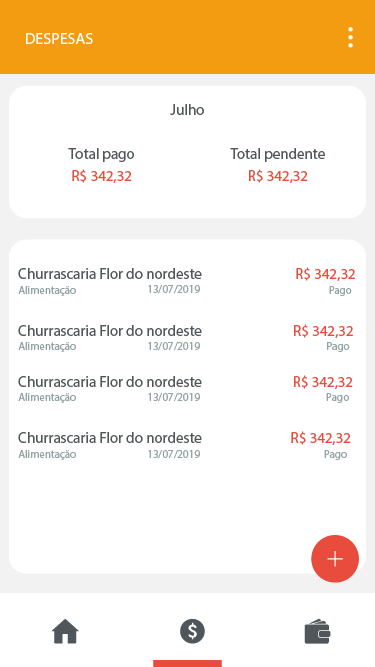 DESPESAS
Julho
Total pago Total pendente
R$ 342,32 R$ 342,32
Churrascaria Flor do nordeste R$ 342,32
Alimentação 13/07/2019 Pago
Churrascaria Flor do nordeste R$ 342,32
Alimentação 13/07/2019 Pago
Churrascaria Flor do nordeste R$ 342,32
Alimentação 13/07/2019 Pago
Churrascaria Flor do nordeste R$ 342,32
Alimentação 13/07/2019 Pago